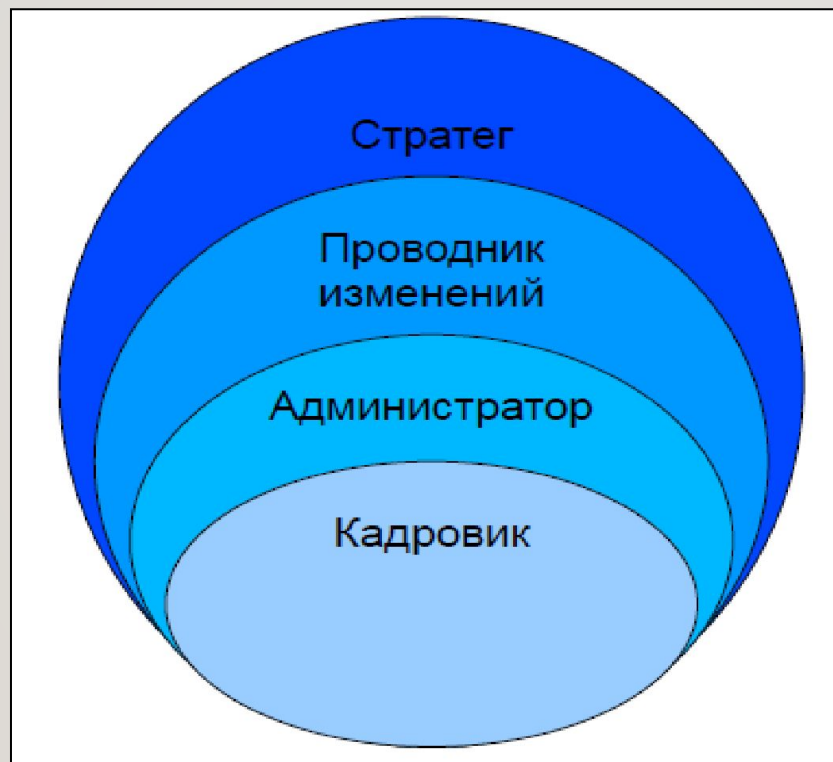 Стратег
Проводник
изменений
Администратор
Кадровик